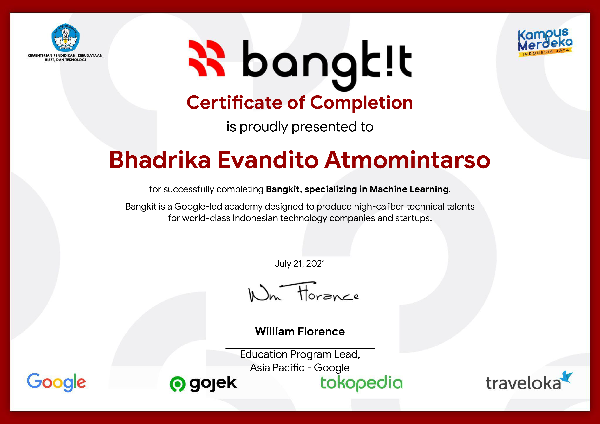 KEMENTERIAN PENDIDIKAN, KEBUDAYAAN,
RISET, DAN TEKNOLOGI
Kampus
Merdeka
INDONESIA JAYA
bangk!t
Certificate of Completion
is proudly presented to
Bhadrika Evandito Atmomintarso
for successfully completing Bangkit, specializing in Machine Learning.
Bangkit is a Google-led academy designed to produce high-caliber technical talents
for world-class Indonesian technology companies and startups.
July 21, 2021
Wm Florence
William Florence
Education Program Lead,
Asia Pacific - Google
Google
gojek
tokopedia
traveloka